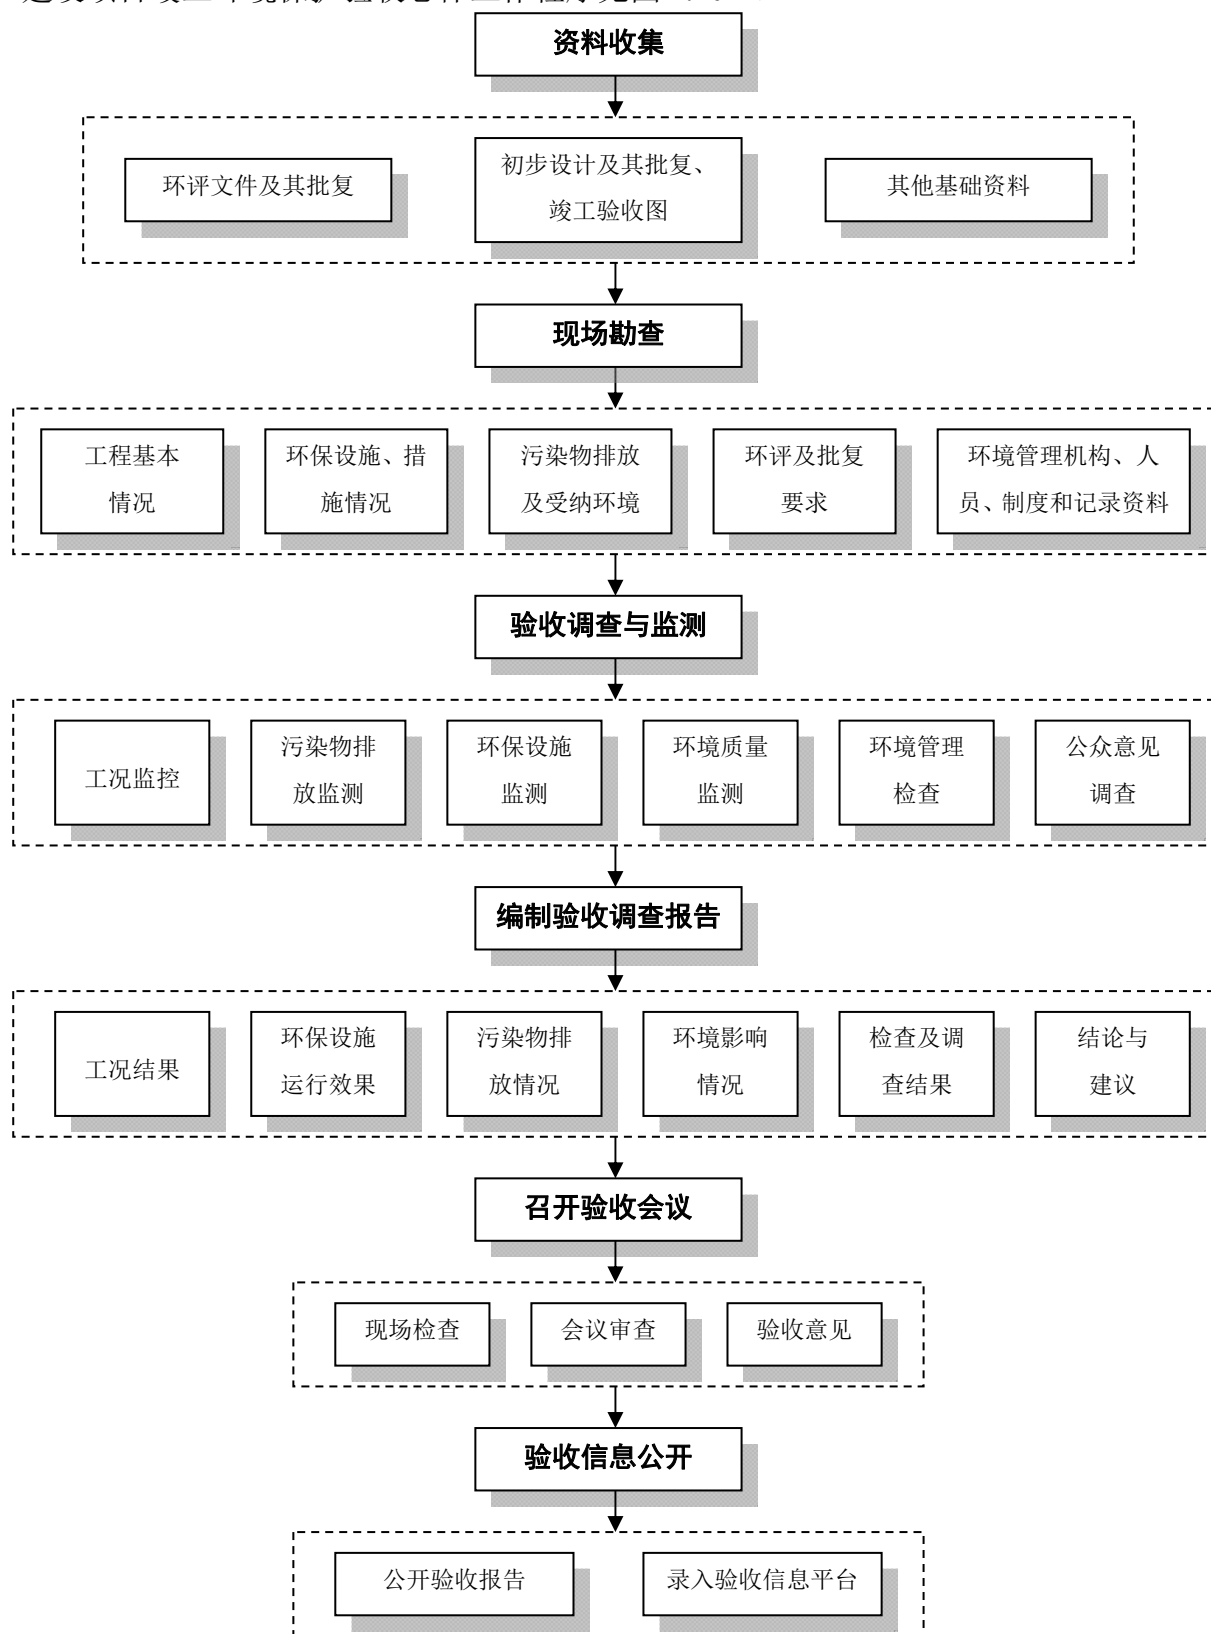 资料收集
环评文件及其批复
初步设计及其批复、
竣工验收图
其他基础资料
现场勘查
工程基本
情况
环保设施、措
施情况
污染物排放
及受纳环境
环评及批复
要求
环境管理机构、人
员、制度和记录资料
验收调查与监测
工况监控
污染物排
放监测
环保设施
监测
环境质量
监测
环境管理
检查
公众意见
调查
编制验收调查报告
工况结果
环保设施
运行效果
污染物排
放情况
环境影响
情况
检查及调
查结果
结论与
建议
召开验收会议
现场检查
会议审查
验收意见
验收信息公开
公开验收报告
录入验收信息平台